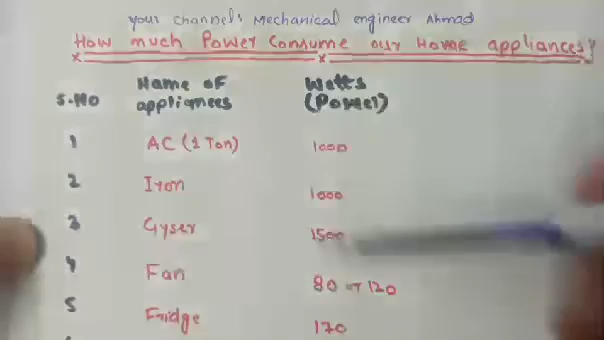 your channel: Mechanical engineer Ahmad
How much Power Consume our Home appliances?
S.No Name of appliances Watts (Power)
1 AC (1 Ton) 1000
2 Iron 1000
3 Gyser 1500
4 Fan 80 or 120
5 Fridge 170